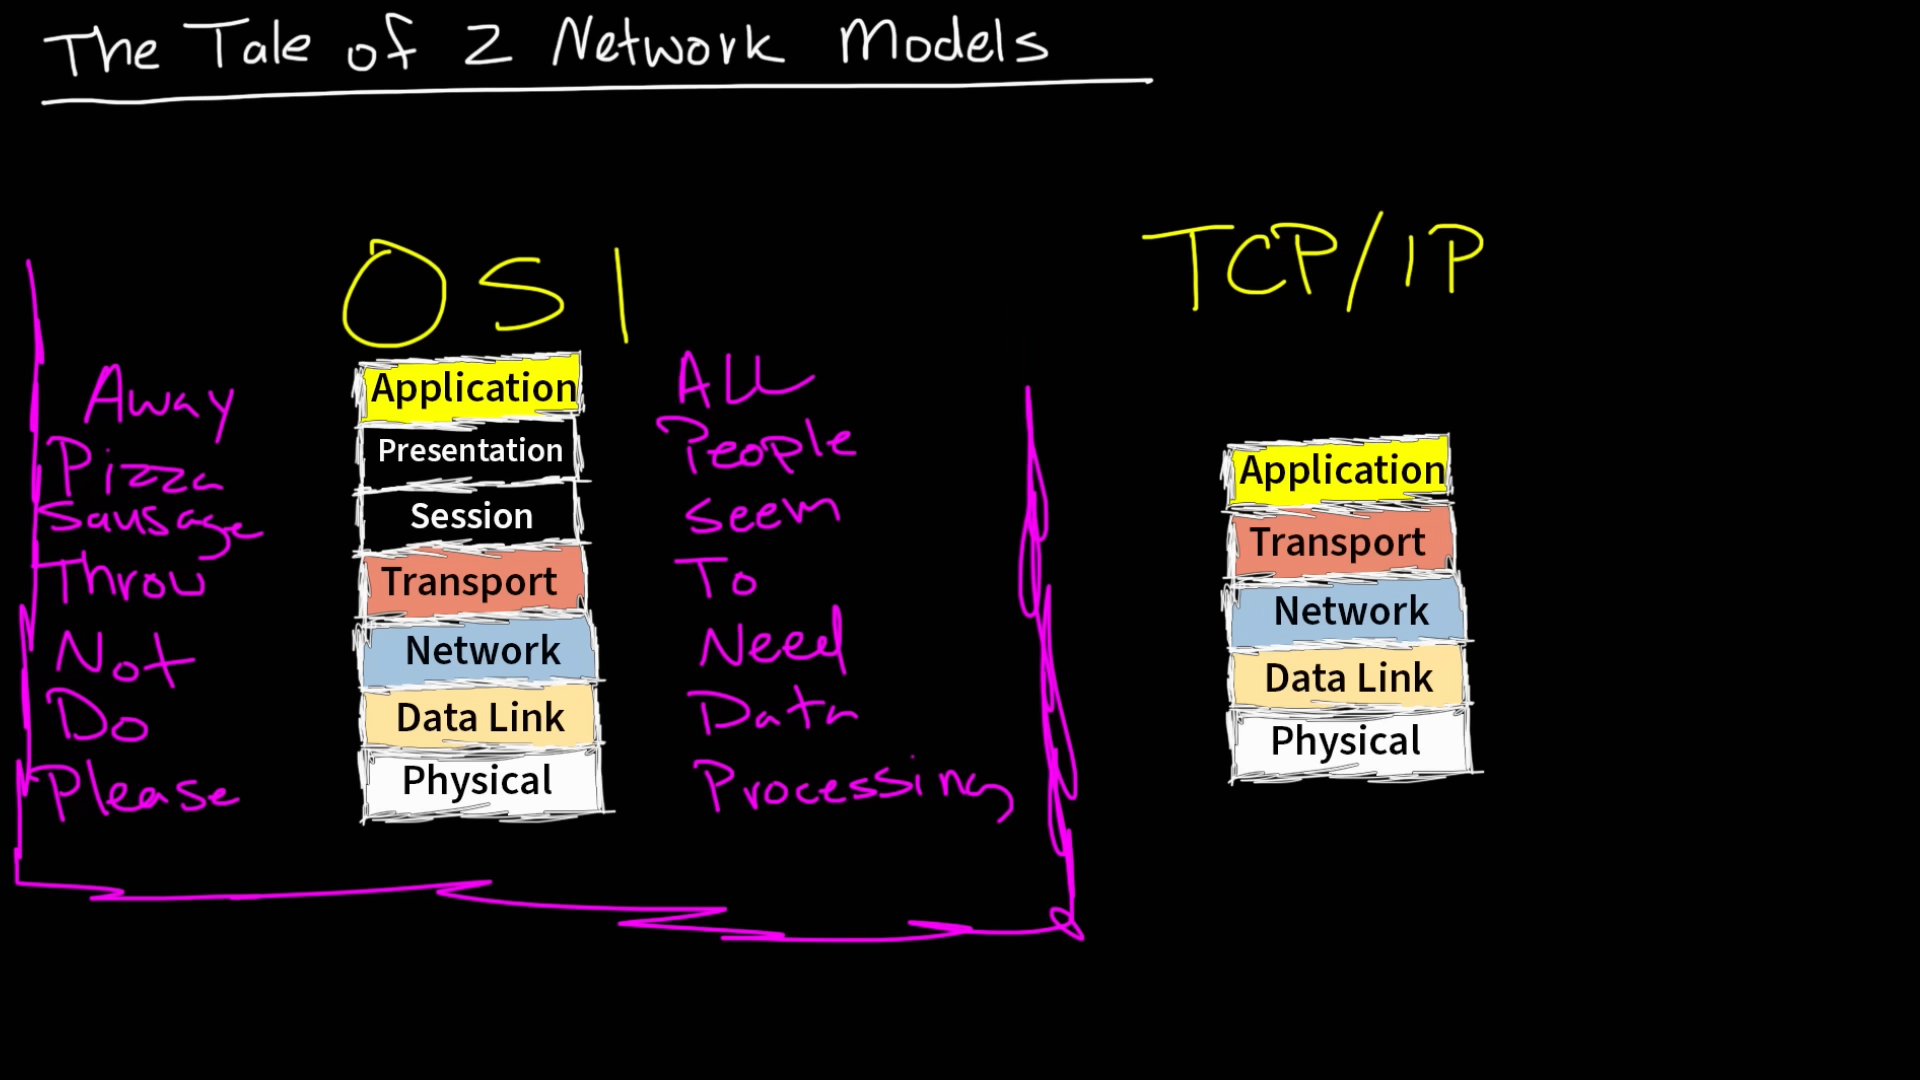 The Tale of 2 Network Models
OSI
TCP/IP
Away
Pizza
Sausage
Throw
Not
Do
Please
Application
Presentation
Session
Transport
Network
Data Link
Physical
ALL
People
Seem
To
Need
Data
Processing
Application
Transport
Network
Data Link
Physical